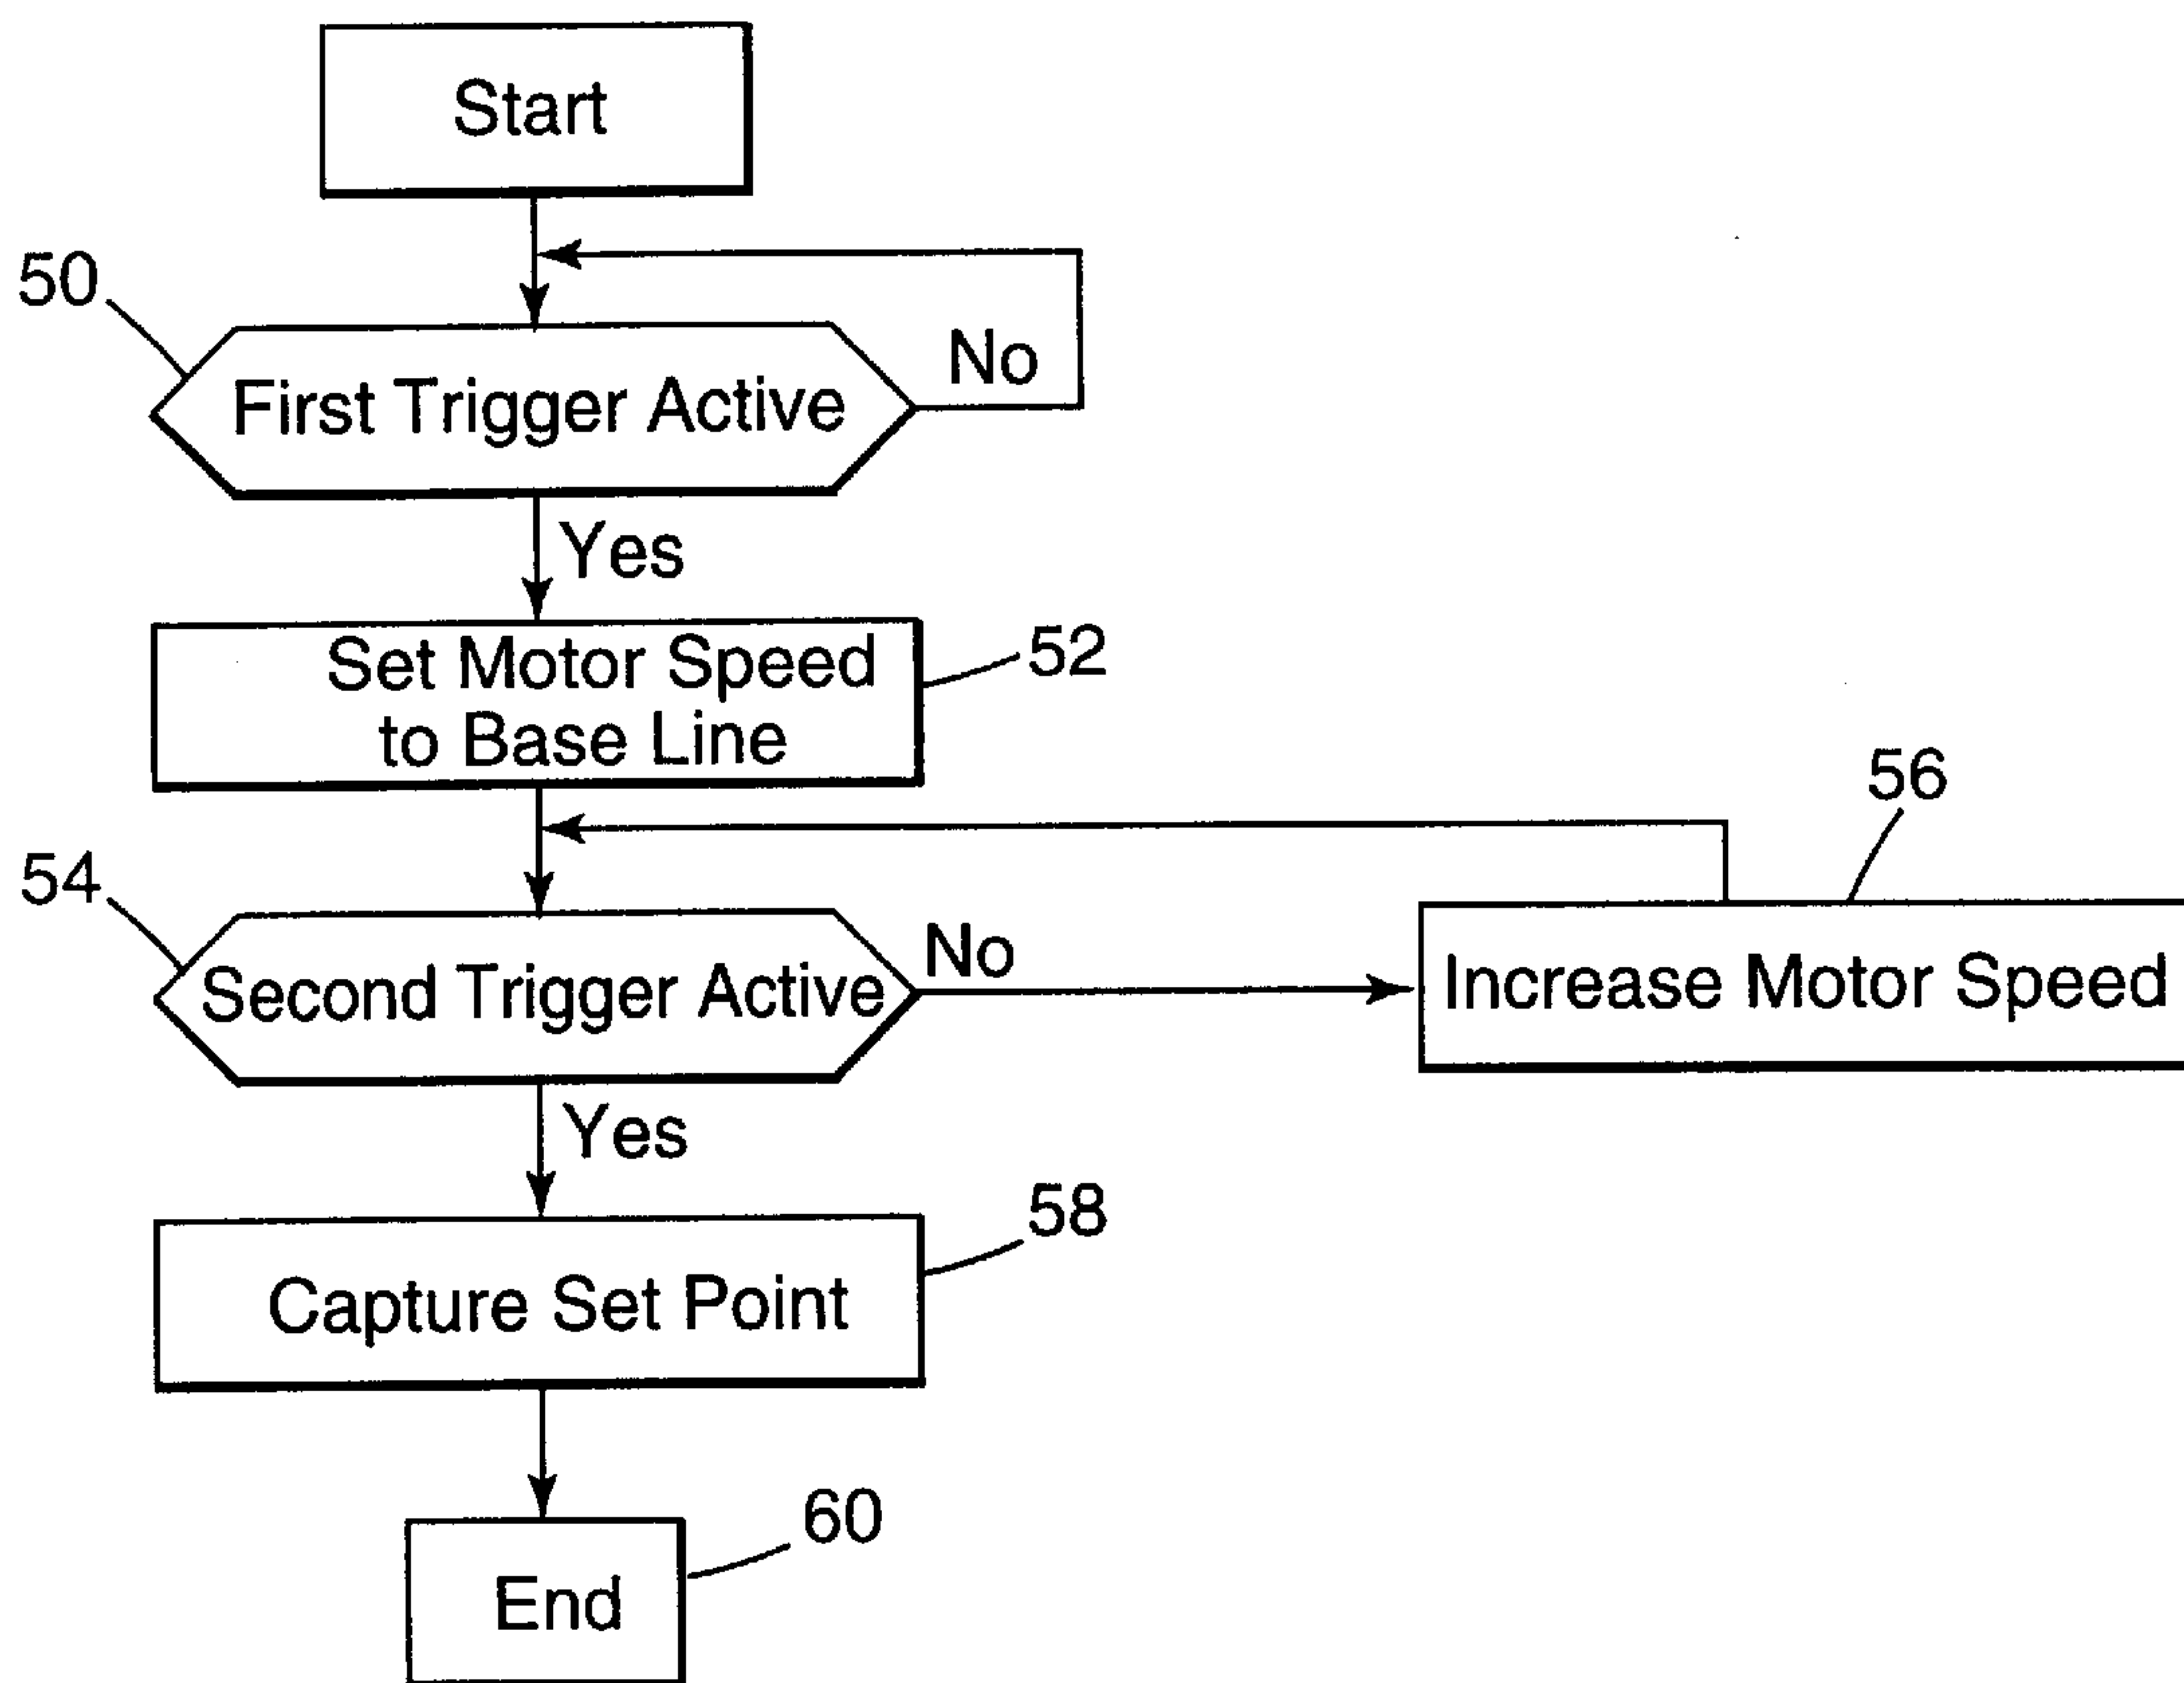 Start
50
No
First Trigger Active
Yes
Set Motor Speed
to Base Line
52
56
54
No
Second Trigger Active
Increase Motor Speed
Yes
58
Capture Set Point
60
End